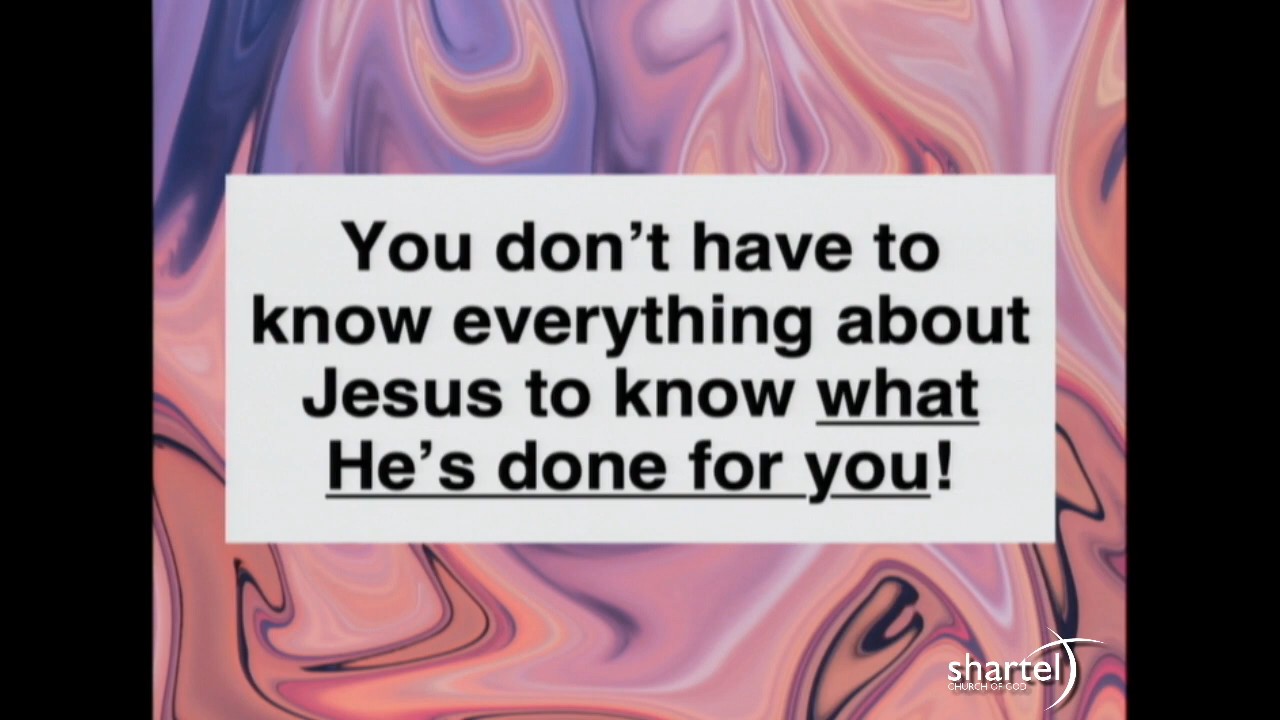 You don’t have to
know everything about
Jesus to know what
He’s done for you!
shartel
CHURCH OF GOD